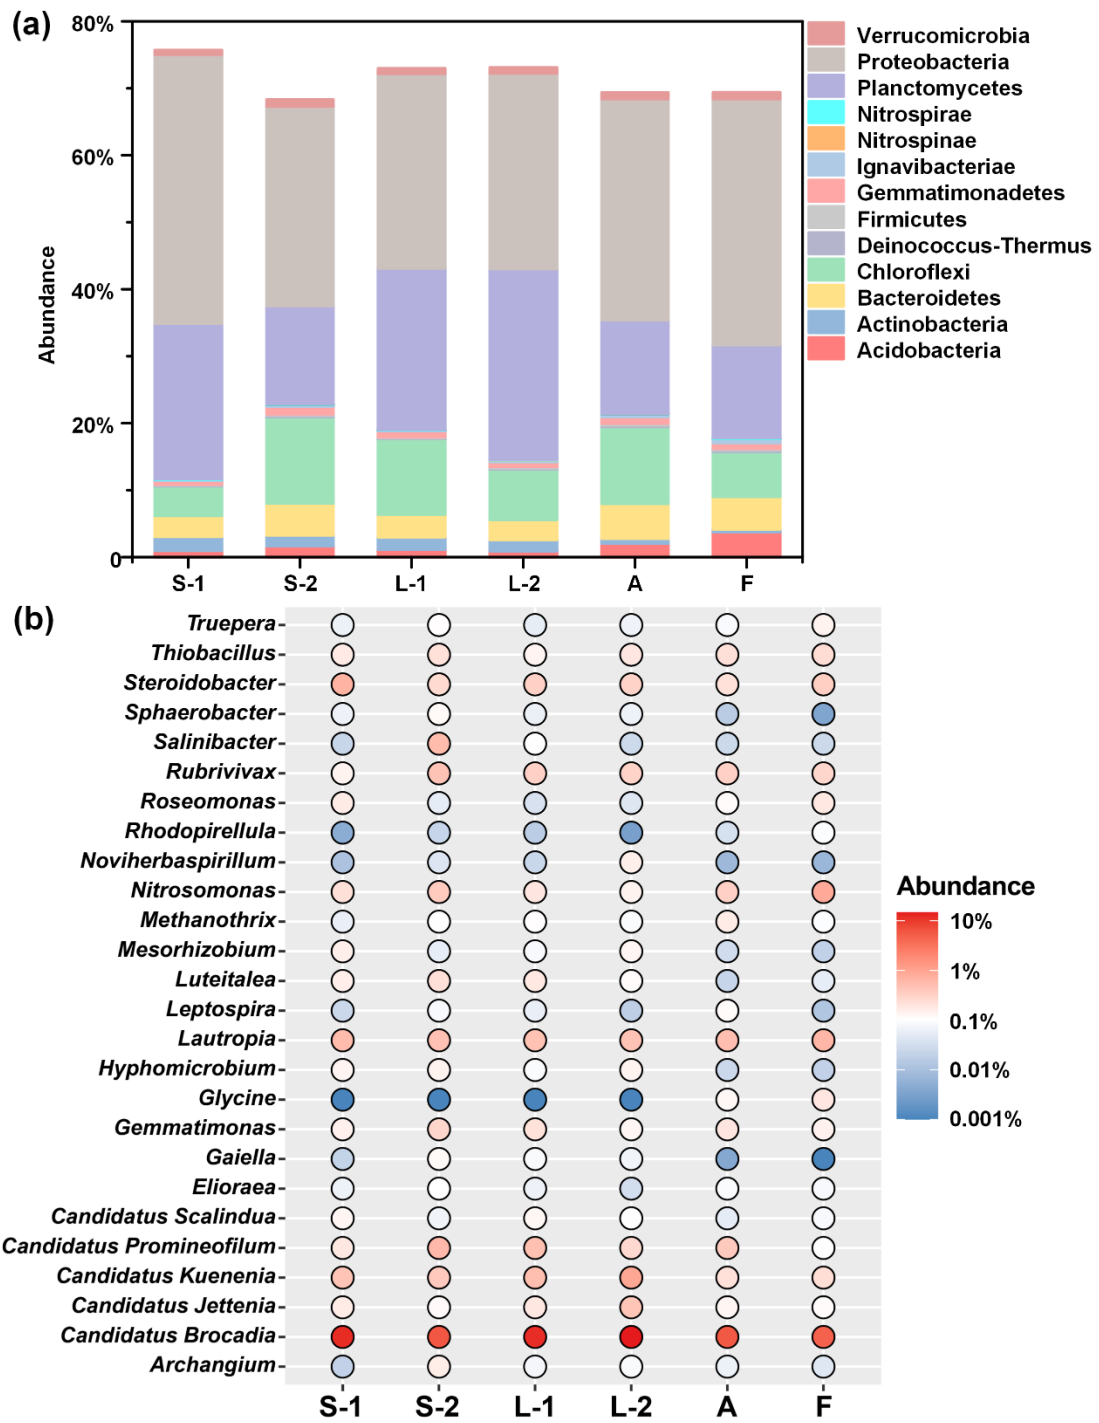 (a)
80%
60%
40%
20%
0
Abundance
S-1 S-2 L-1 L-2 A F
Verrucomicrobia
Proteobacteria
Planctomycetes
Nitrospirae
Nitrospinae
Ignavibacteriae
Gemmatimonadetes
Firmicutes
Deinococcus-Thermus
Chloroflexi
Bacteroidetes
Actinobacteria
Acidobacteria
(b)
Truepera
Thiobacillus
Steroidobacter
Sphaerobacter
Salinibacter
Rubrivivax
Roseomonas
Rhodopirellula
Noviherbaspirillum
Nitrosomonas
Methanothrix
Mesorhizobium
Luteitalea
Leptospira
Lautropia
Hyphomicrobium
Glycine
Gemmatimonas
Gaiella
Elioraea
Candidatus Scalindua
Candidatus Promineofilum
Candidatus Kuenenia
Candidatus Jettenia
Candidatus Brocadia
Archangium
S-1 S-2 L-1 L-2 A F
Abundance
10%
1%
0.1%
0.01%
0.001%